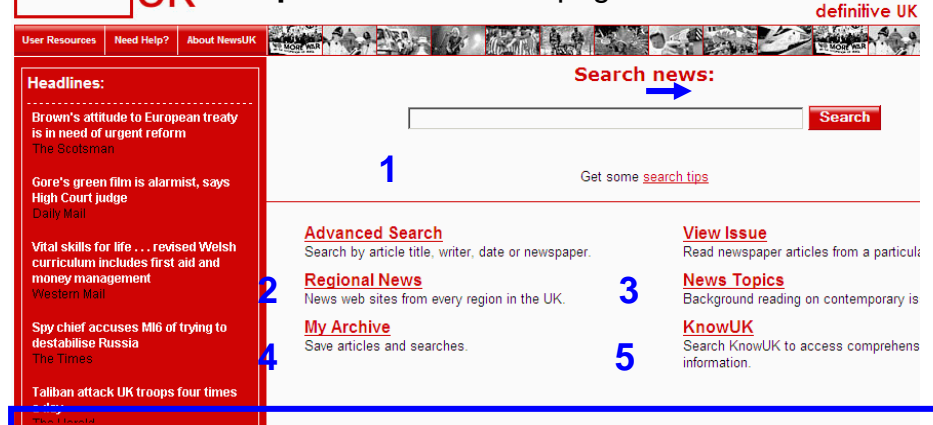 definitive UK
User Resources
Need Help?
About NewsUK
Headlines:
Brown's attitude to European treaty
is in need of urgent reform
The Scotsman
Gore's green film is alarmist, says
High Court judge
Daily Mail
Vital skills for life . . . revised Welsh
curriculum includes first aid and
money management
Western Mail
Spy chief accuses MI6 of trying to
destabilise Russia
The Times
Taliban attack UK troops four times
a day
The Herald
Search news:
Search
1
Get some search tips
Advanced Search
Search by article title, writer, date or newspaper.
2
Regional News
News web sites from every region in the UK.
4
My Archive
Save articles and searches.
View Issue
Read newspaper articles from a particula
3
News Topics
Background reading on contemporary is
5
KnowUK
Search KnowUK to access comprehens
information.